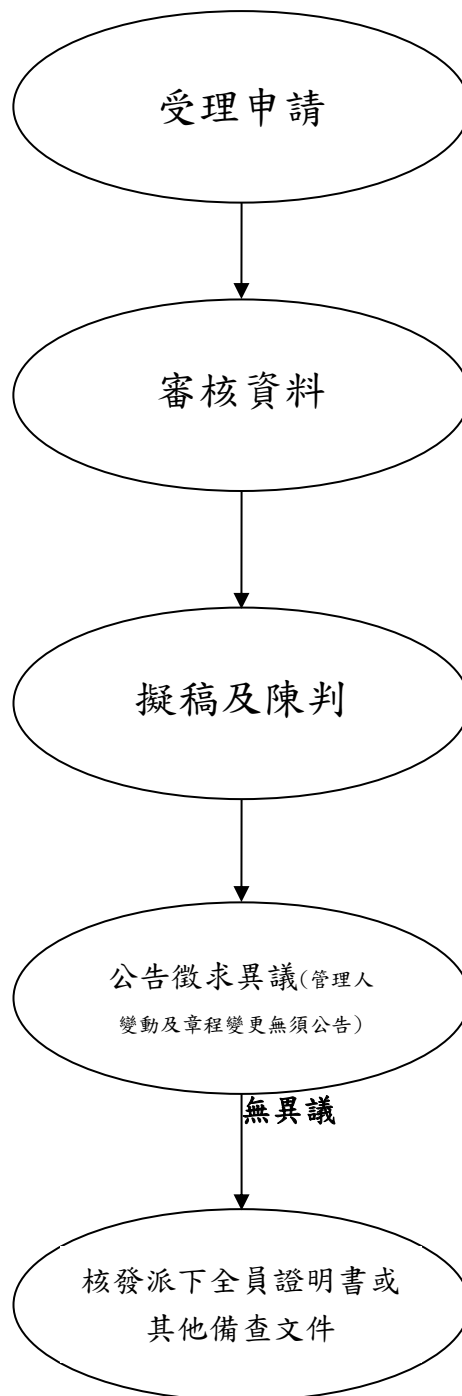 受理申請
審核資料
擬稿及陳判
公告徵求異議(管理人
變動及章程變更無須公告)
無異議
核發派下全員證明書或
其他備查文件